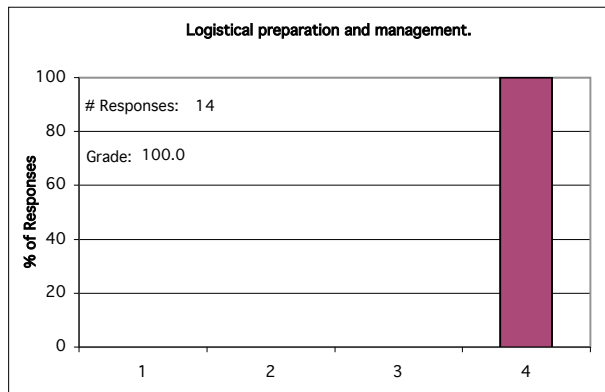 Logistical preparation and management.
100
# Responses: 14
80
Grade: 100.0
60
% of Responses
40
20
0
1 2 3 4